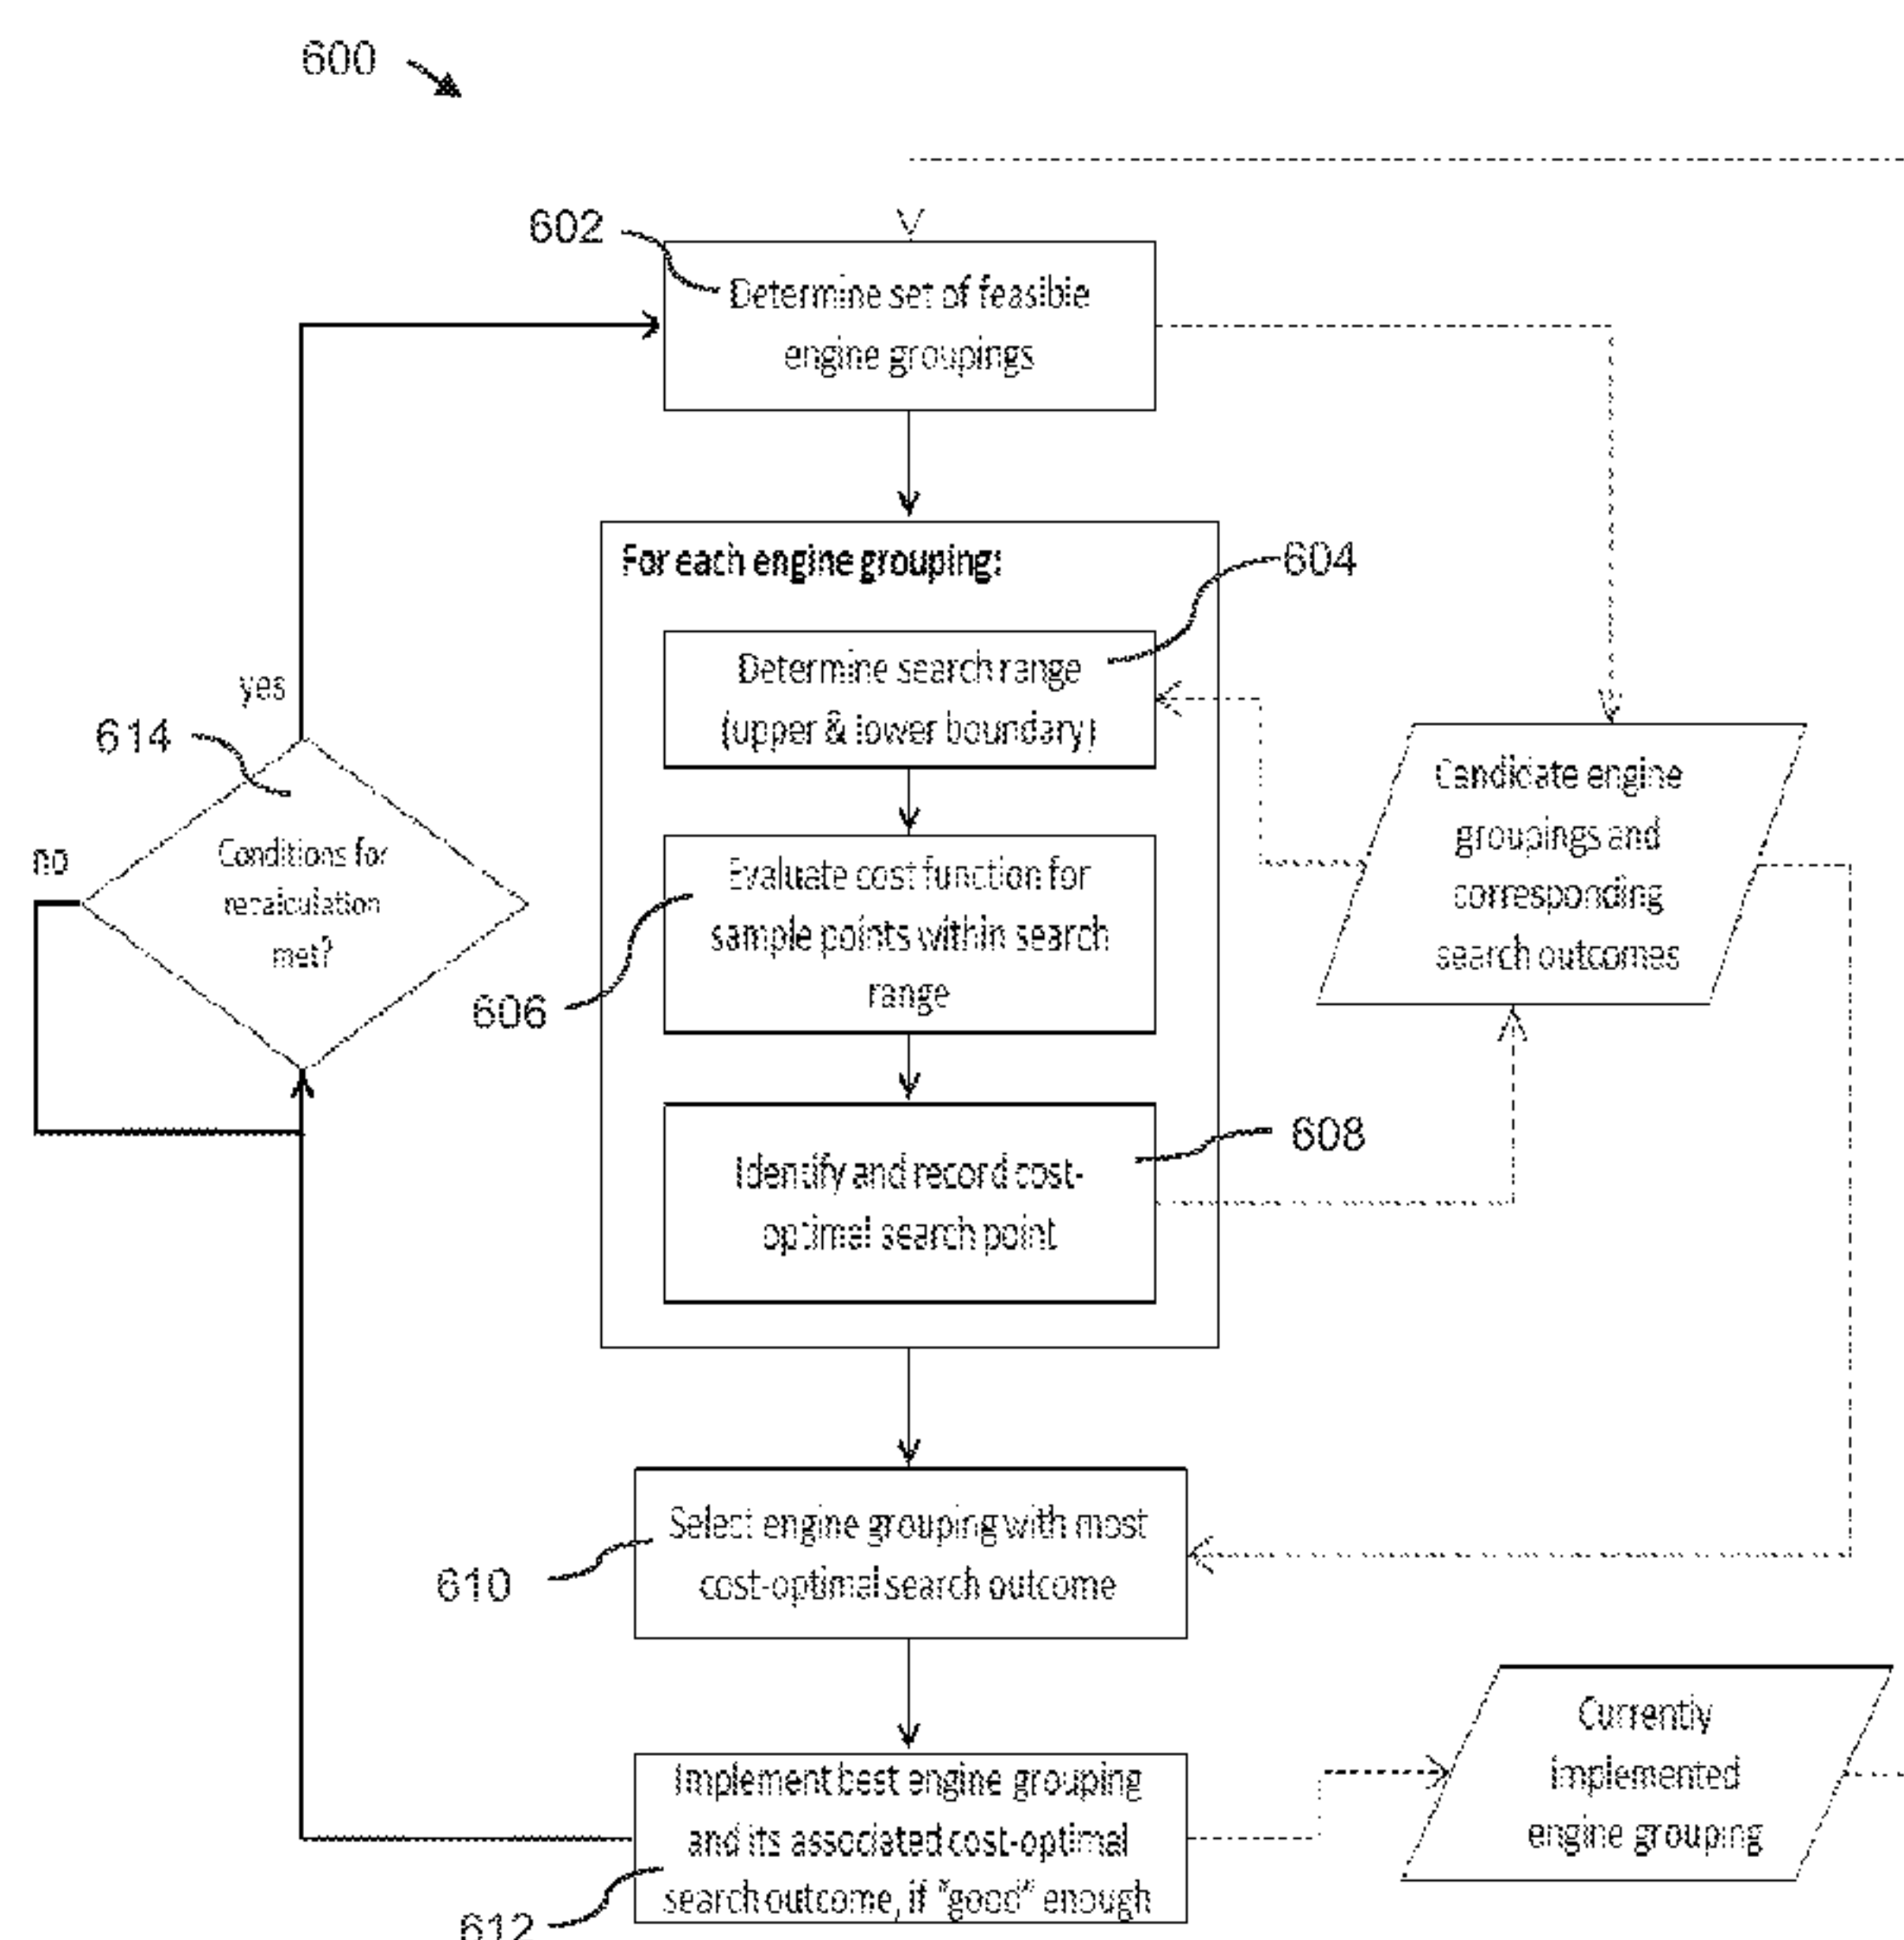 600
602
Determine set of feasible
engine groupings
For each engine grouping:
604
Determine search range
(upper & lower boundary)
yes
614
Conditions for
recalculation
met?
no
Evaluate cost function for
sample points within search
range
606
Candidate engine
groupings and
corresponding
search outcomes
608
Identify and record cost-
optimal search point
Select engine grouping with most
cost-optimal search outcome
610
Implement best engine grouping
and its associated cost-optimal
search outcome, if "good" enough
612
Currently
implemented
engine grouping